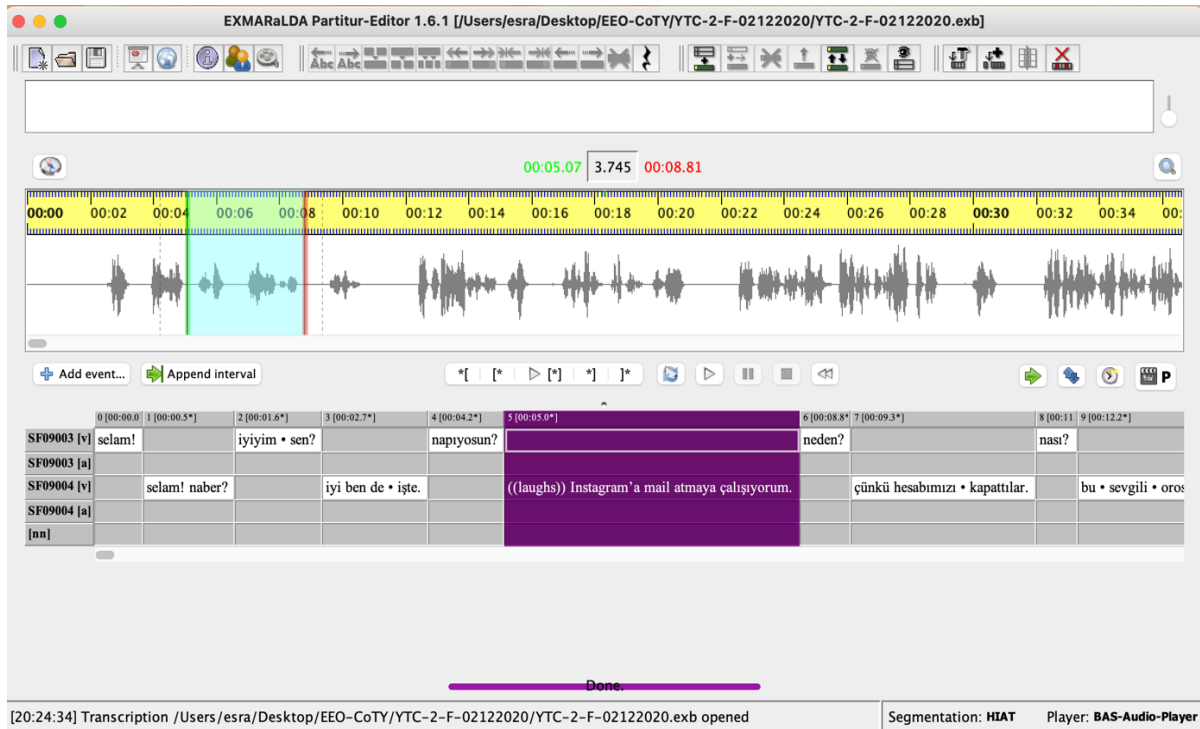 EXMARaLDA Partitur-Editor 1.6.1 [/Users/esra/Desktop/EEO-CoTY/YTC-2-F-02122020/YTC-2-F-02122020.exb]
Abc Abc
00:05.07 3.745 00:08.81
00:00 00:02 00:04 00:06 00:08 00:10 00:12 00:14 00:16 00:18 00:20 00:22 00:24 00:26 00:28 00:30 00:32 00:34 00:
Add event... Append interval *[ [* [*] *] ]* P
0 [00:00.0 1 [00:00.5*] 2 [00:01.6*] 3 [00:02.7*] 4 [00:04.2*] 5 [00:05.0*] 6 [00:08.8* 7 [00:09.3*] 8 [00:11. 9 [00:12.2*]
SF09003 [v] selam! iyiyim • sen? napıyosun? neden? nası?
SF09003 [a]
SF09004 [v] selam! naber? iyi ben de • işte. ((laughs)) Instagram’a mail atmaya çalışıyorum. çünkü hesabımızı • kapattılar. bu • sevgili • oros
SF09004 [a]
[nn]
Done.
[20:24:34] Transcription /Users/esra/Desktop/EEO-CoTY/YTC-2-F-02122020/YTC-2-F-02122020.exb opened Segmentation: HIAT Player: BAS-Audio-Player